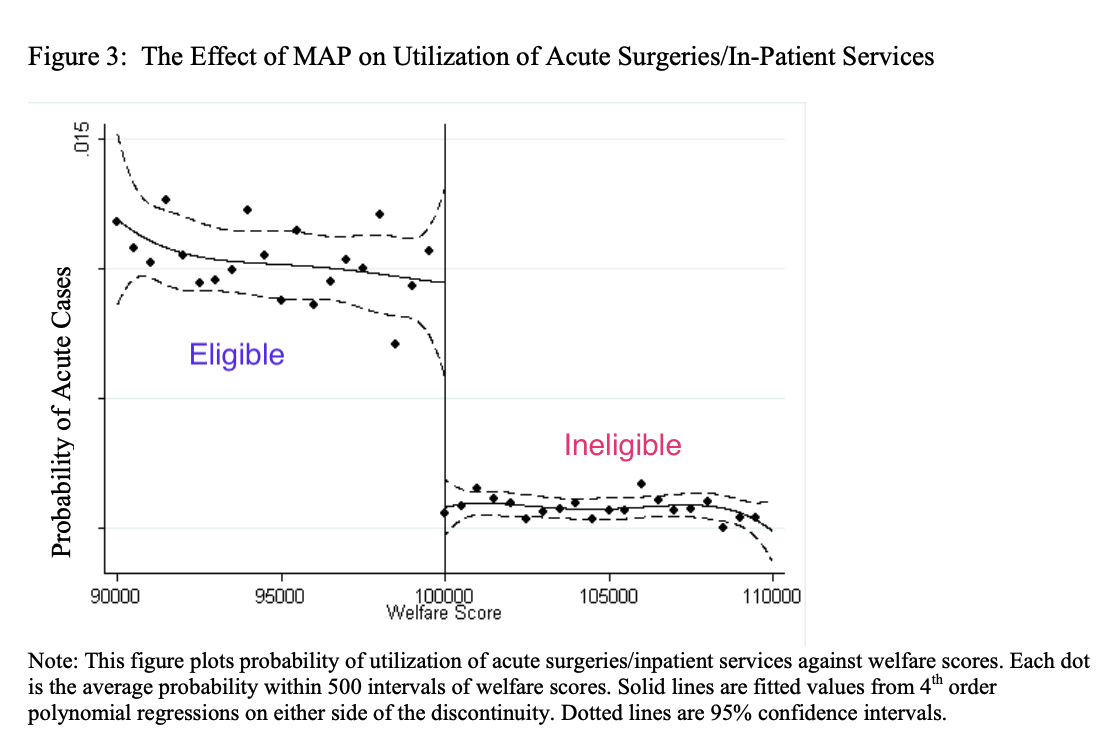 Figure 3:  The Effect of MAP on Utilization of Acute Surgeries/In-Patient Services
.015
Probability of Acute Cases
Eligible
Ineligible
90000 95000 100000 105000 110000
Welfare Score
Note: This figure plots probability of utilization of acute surgeries/inpatient services against welfare scores. Each dot
is the average probability within 500 intervals of welfare scores. Solid lines are fitted values from 4th order
polynomial regressions on either side of the discontinuity. Dotted lines are 95% confidence intervals.